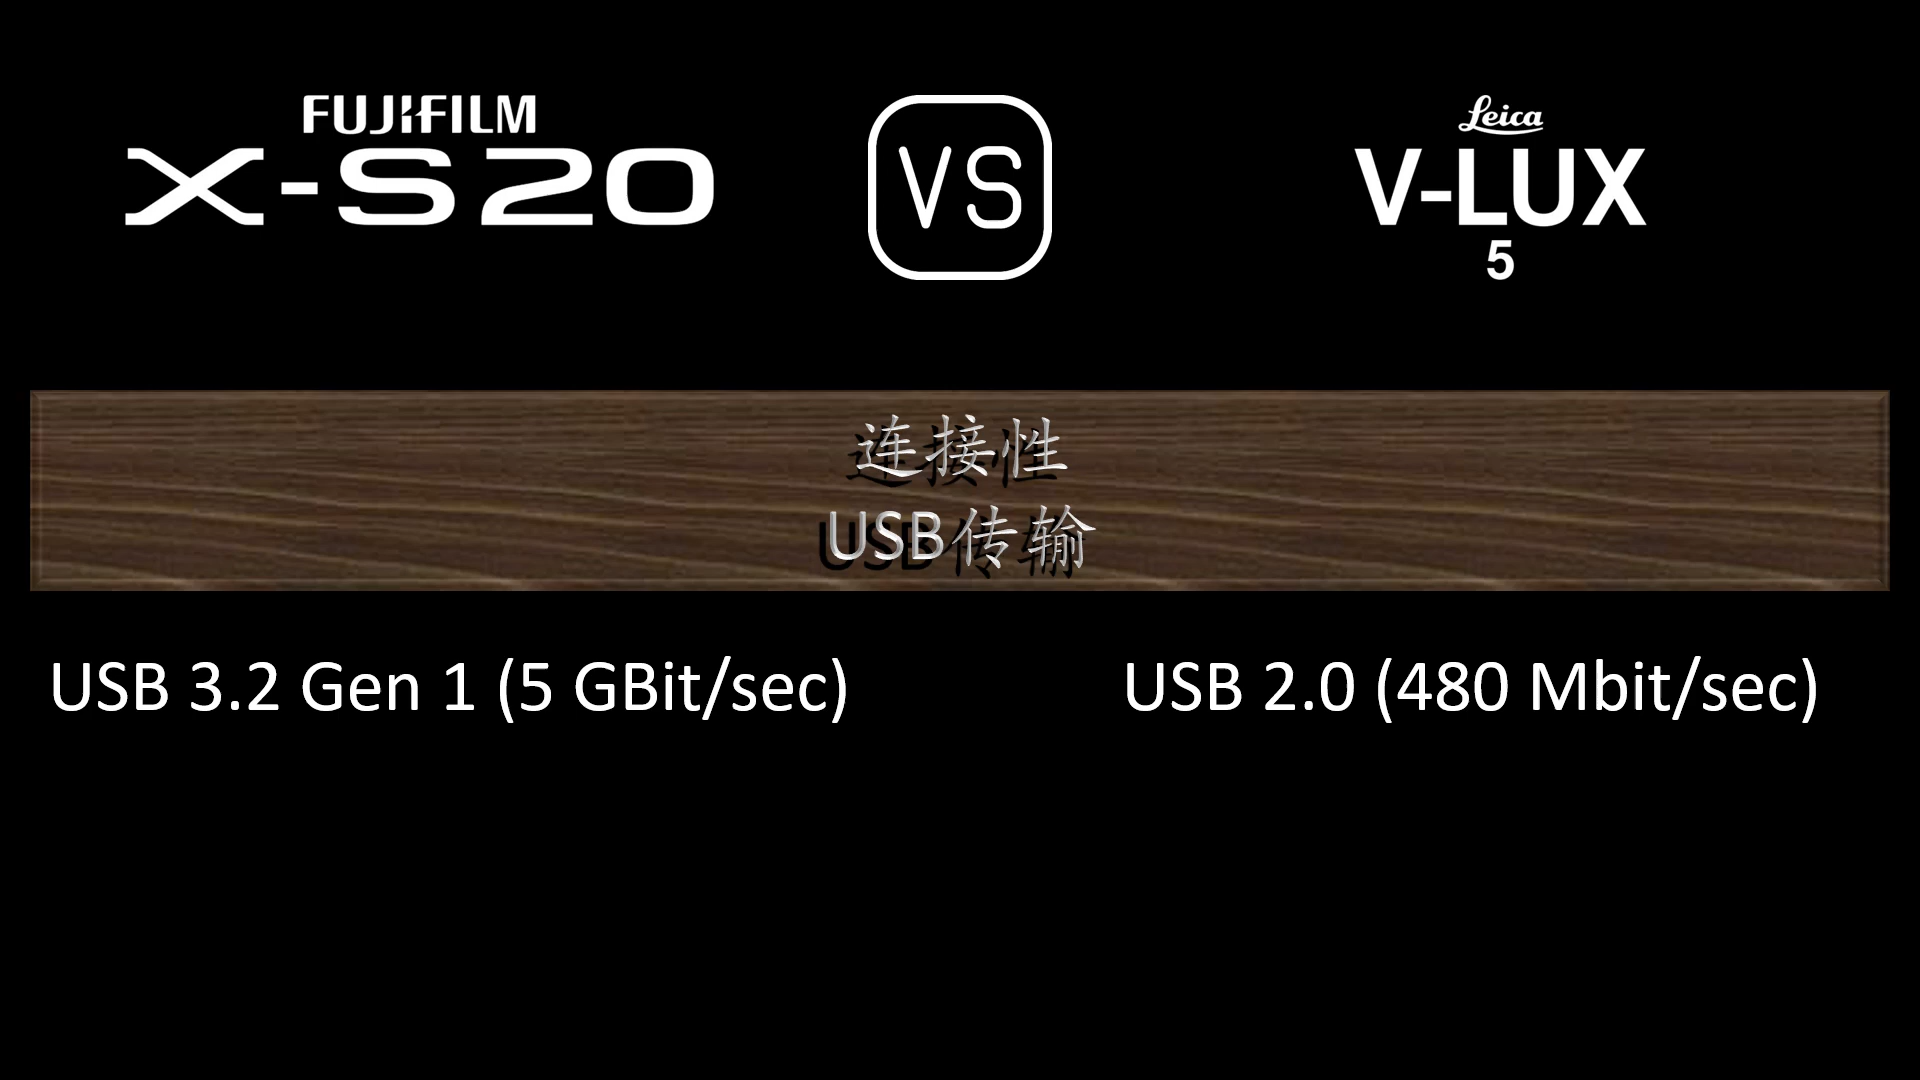 FUJIFILM
X-S20
VS
Leica
V-LUX
5
连接性
USB传输
USB 3.2 Gen 1 (5 GBit/sec)
USB 2.0 (480 Mbit/sec)